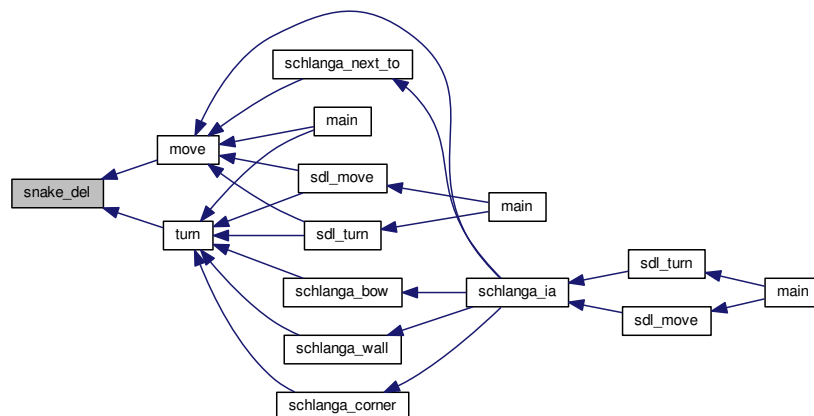 schlanga_next_to
main
move
sdl_move
snake_del
main
turn
sdl_turn
sdl_turn
schlanga_bow
schlanga_ia
main
sdl_move
schlanga_wall
schlanga_corner